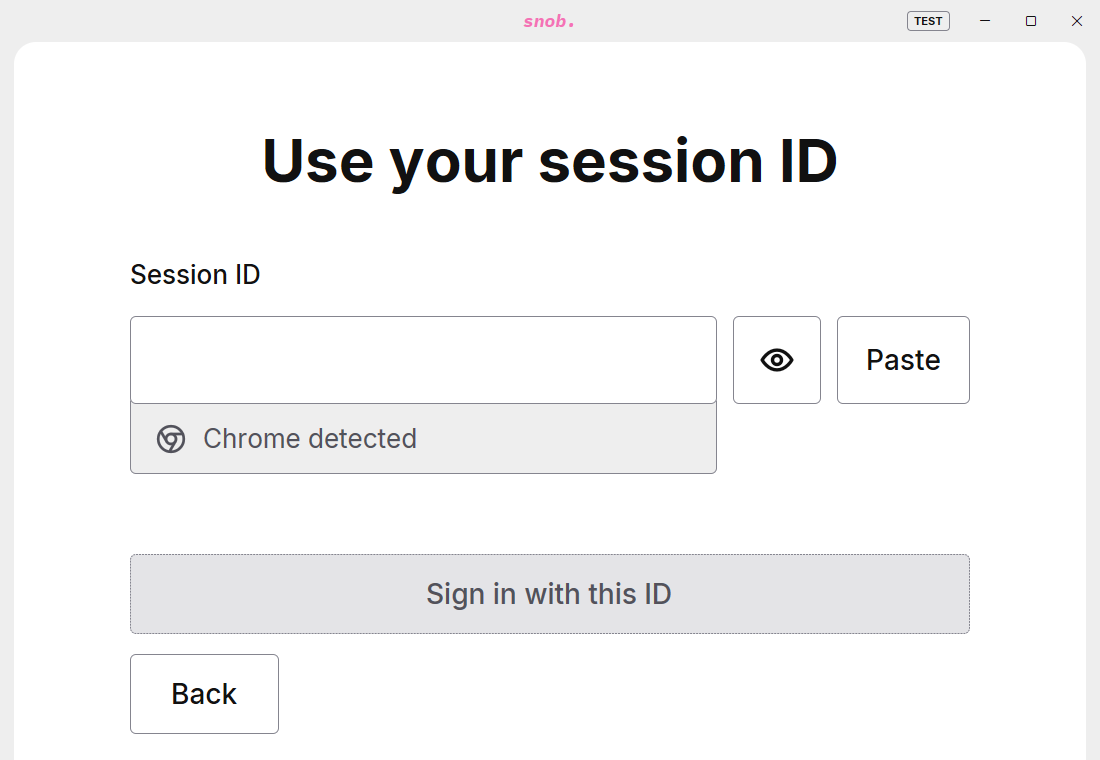 snob.
TEST
Use your session ID
Session ID
Paste
Chrome detected
Sign in with this ID
Back